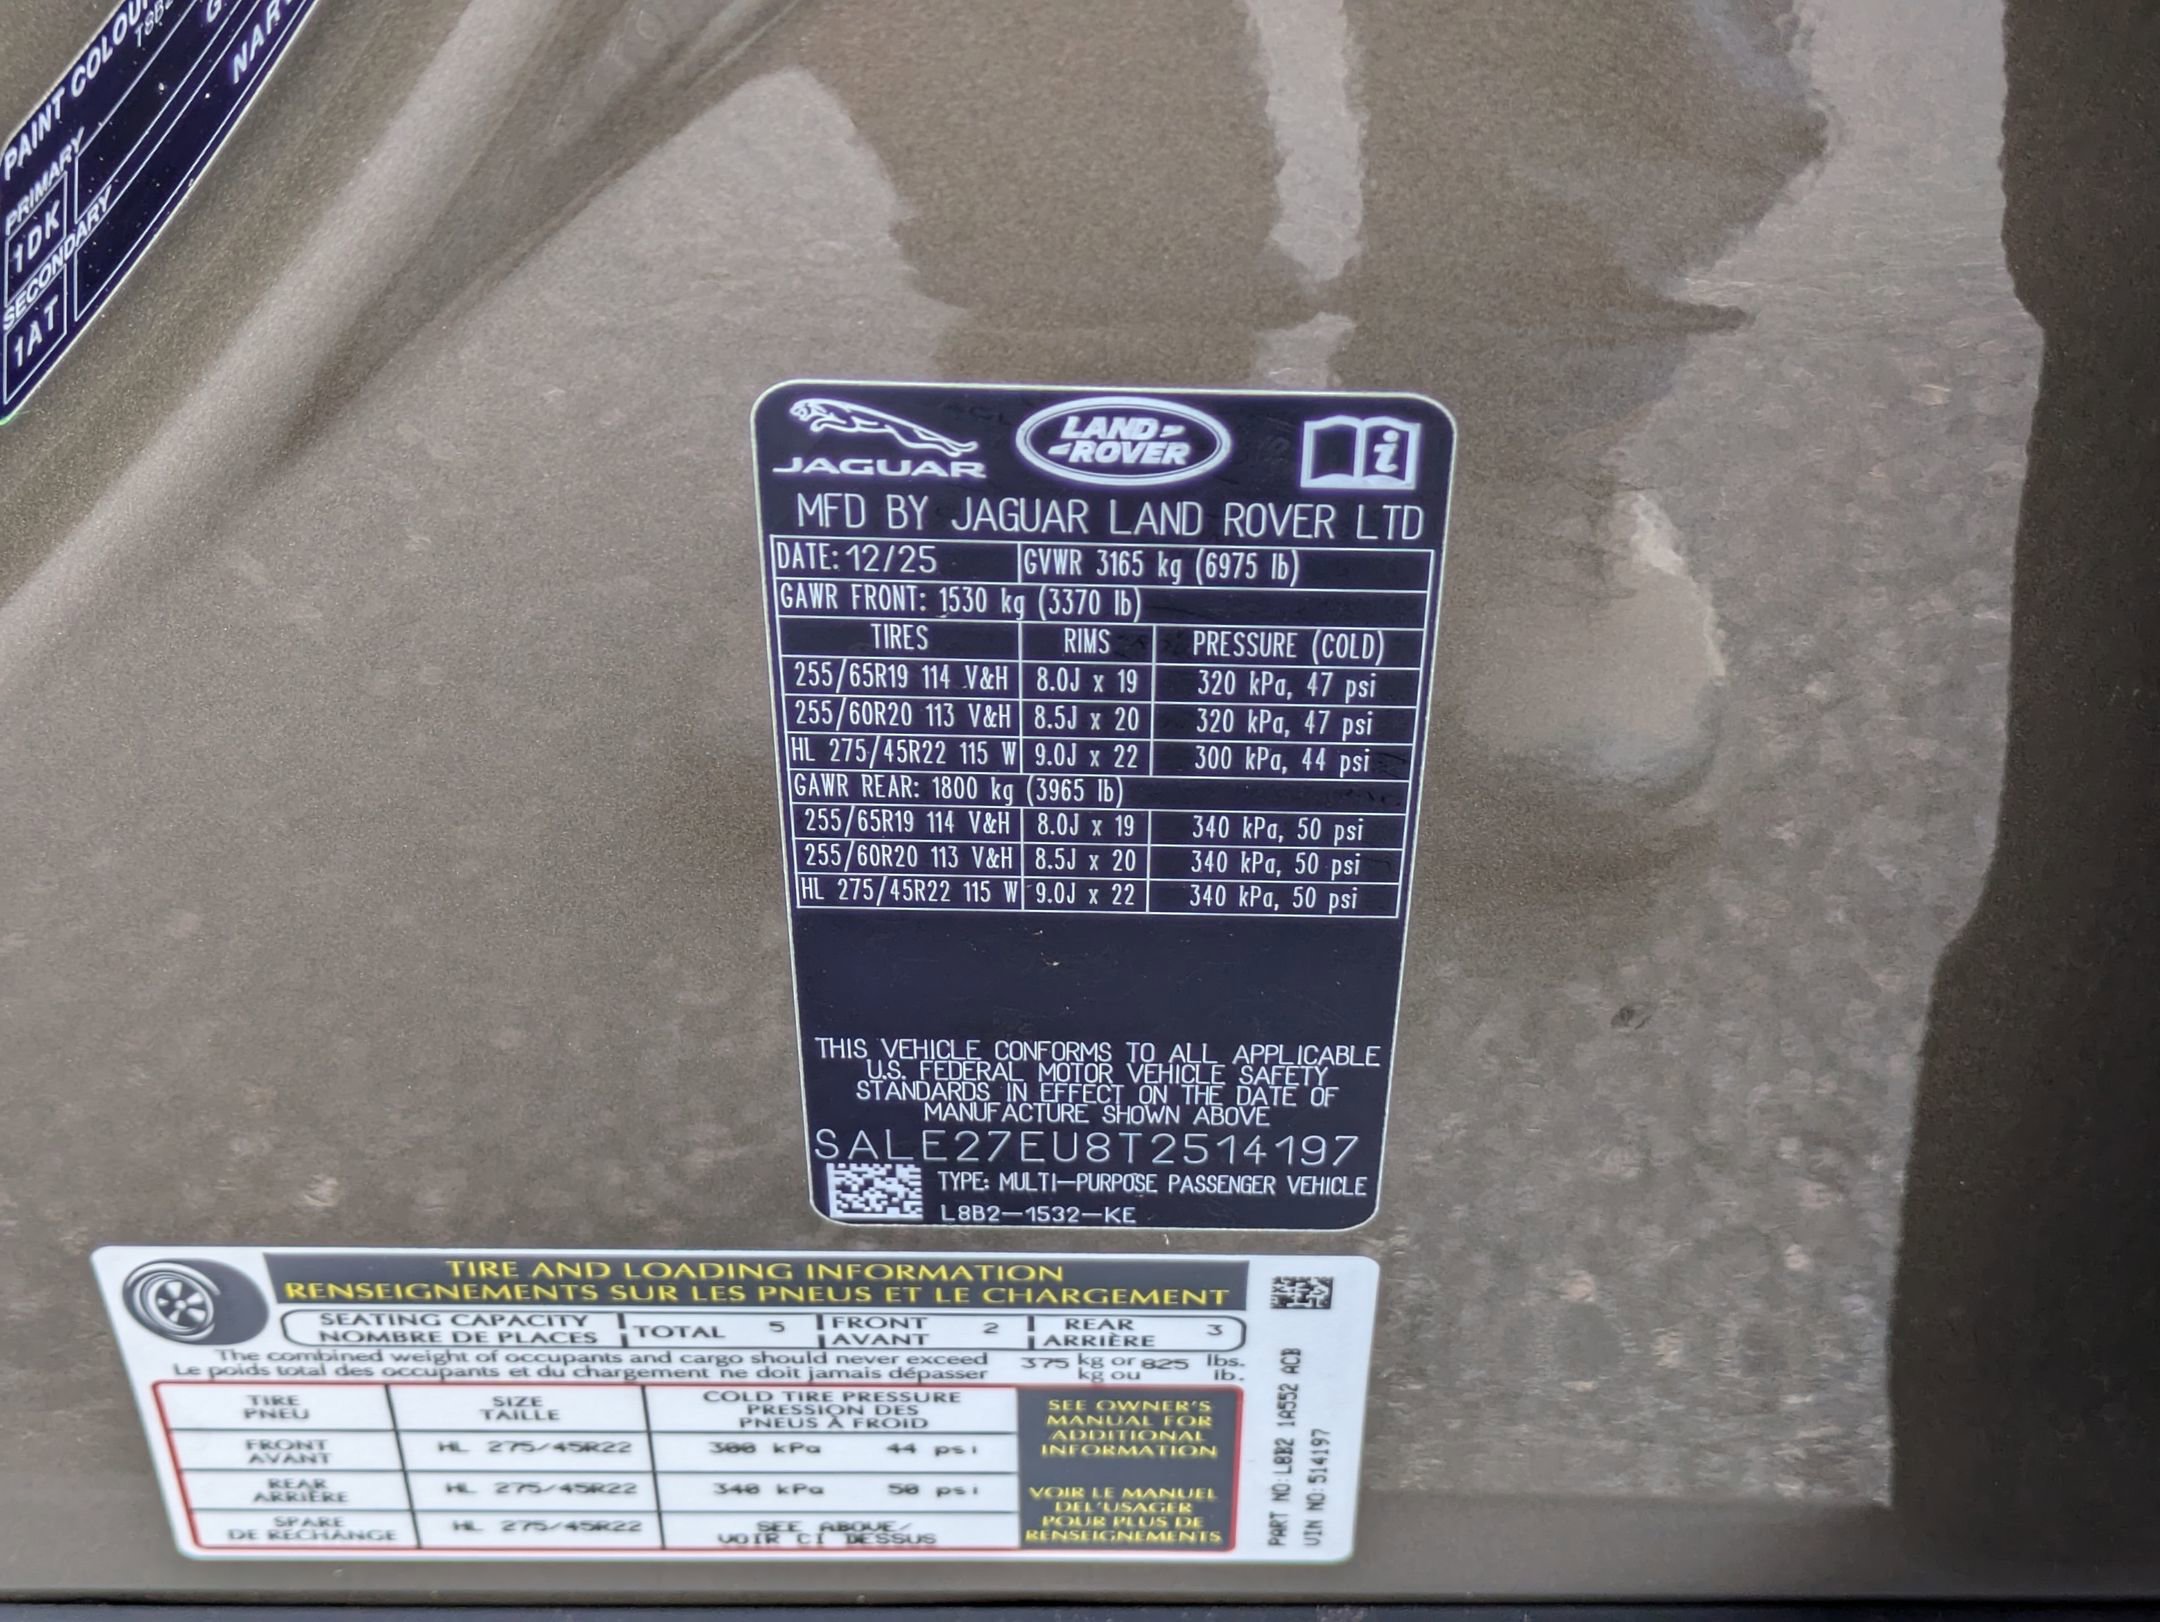 PAINT COLOU
T8B2
PRIMARY
1DK
SECONDARY
1AT
G
NAR
JAGUAR
LAND ROVER
i
MFD BY JAGUAR LAND ROVER LTD
DATE: 12/25 GVWR 3165 kg (6975 lb)
GAWR FRONT: 1530 kg (3370 lb)
TIRES RIMS PRESSURE (COLD)
255/65R19 114 V&H 8.0J x 19 320 kPa, 47 psi
255/60R20 113 V&H 8.5J x 20 320 kPa, 47 psi
HL 275/45R22 115 W 9.0J x 22 300 kPa, 44 psi
GAWR REAR: 1800 kg (3965 lb)
255/65R19 114 V&H 8.0J x 19 340 kPa, 50 psi
255/60R20 113 V&H 8.5J x 20 340 kPa, 50 psi
HL 275/45R22 115 W 9.0J x 22 340 kPa, 50 psi
THIS VEHICLE CONFORMS TO ALL APPLICABLE
U.S. FEDERAL MOTOR VEHICLE SAFETY
STANDARDS IN EFFECT ON THE DATE OF
MANUFACTURE SHOWN ABOVE
SALE27EU8T2514197
TYPE: MULTI-PURPOSE PASSENGER VEHICLE
L8B2-1532-KE
TIRE AND LOADING INFORMATION
RENSEIGNEMENTS SUR LES PNEUS ET LE CHARGEMENT
SEATING CAPACITY TOTAL 5 FRONT 2 REAR 3
NOMBRE DE PLACES AVANT ARRIÈRE
The combined weight of occupants and cargo should never exceed 375 kg or 825 lbs.
Le poids total des occupants et du chargement ne doit jamais dépasser kg ou lb.
TIRE SIZE COLD TIRE PRESSURE
PNEU TAILLE PRESSION DES
PNEUS À FROID
FRONT HL 275/45R22 300 kPa 44 psi
AVANT
REAR HL 275/45R22 340 kPa 50 psi
ARRIÈRE
SPARE HL 275/45R22 SEE ABOVE/
DE RECHANGE VOIR CI DESSUS
SEE OWNER'S
MANUAL FOR
ADDITIONAL
INFORMATION
VOIR LE MANUEL
DEL'USAGER
POUR PLUS DE
RENSEIGNEMENTS
PART NO:L8B2 1A552 ACB
VIN NO:514197